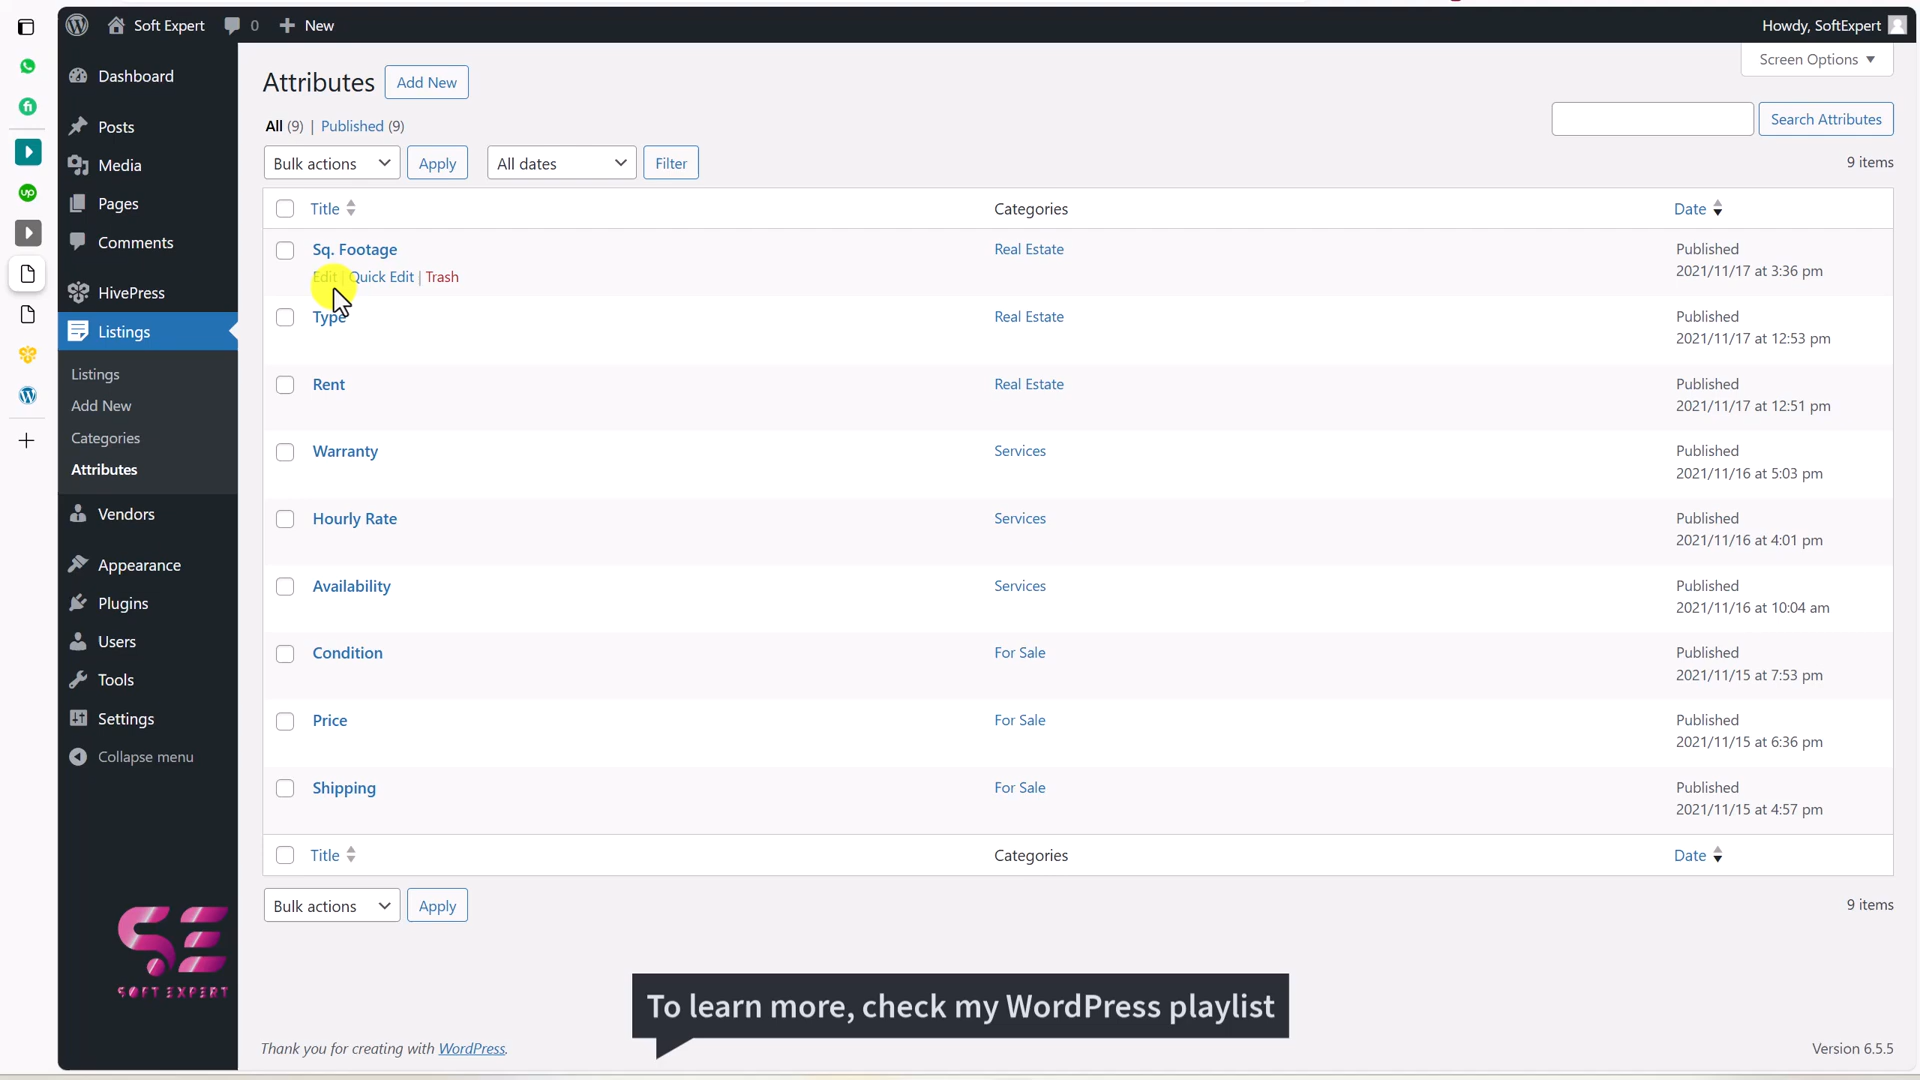 Soft Expert
0
New
Howdy, SoftExpert
Screen Options
Dashboard
Posts
Media
Pages
Comments
HivePress
Listings
Listings
Add New
Categories
Attributes
Vendors
Appearance
Plugins
Users
Tools
Settings
Collapse menu
SE
SOFT EXPERT
Attributes
Add New
All (9) | Published (9)
Search Attributes
Bulk actions
Apply
All dates
Filter
9 items
Title
Categories
Date
Sq. Footage
Real Estate
Published
Edit | Quick Edit | Trash
2021/11/17 at 3:36 pm
Type
Real Estate
Published
2021/11/17 at 12:53 pm
Rent
Real Estate
Published
2021/11/17 at 12:51 pm
Warranty
Services
Published
2021/11/16 at 5:03 pm
Hourly Rate
Services
Published
2021/11/16 at 4:01 pm
Availability
Services
Published
2021/11/16 at 10:04 am
Condition
For Sale
Published
2021/11/15 at 7:53 pm
Price
For Sale
Published
2021/11/15 at 6:36 pm
Shipping
For Sale
Published
2021/11/15 at 4:57 pm
Title
Categories
Date
Bulk actions
Apply
9 items
To learn more, check my WordPress playlist
Thank you for creating with WordPress.
Version 6.5.5
up